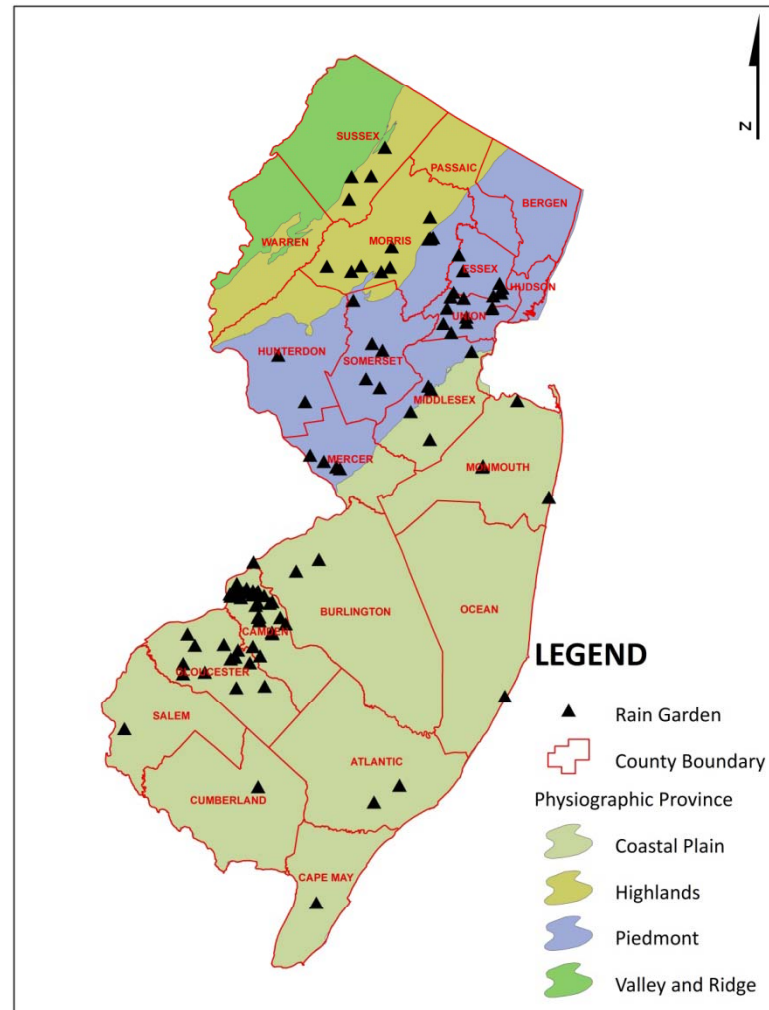 N
SUSSEX
PASSAIC
BERGEN
WARREN
MORRIS
ESSEX
HUDSON
UNION
HUNTERDON
SOMERSET
MIDDLESEX
MERCER
MONMOUTH
BURLINGTON
OCEAN
CAMDEN
GLOUCESTER
SALEM
ATLANTIC
CUMBERLAND
CAPE MAY
LEGEND
Rain Garden
County Boundary
Physiographic Province
Coastal Plain
Highlands
Piedmont
Valley and Ridge